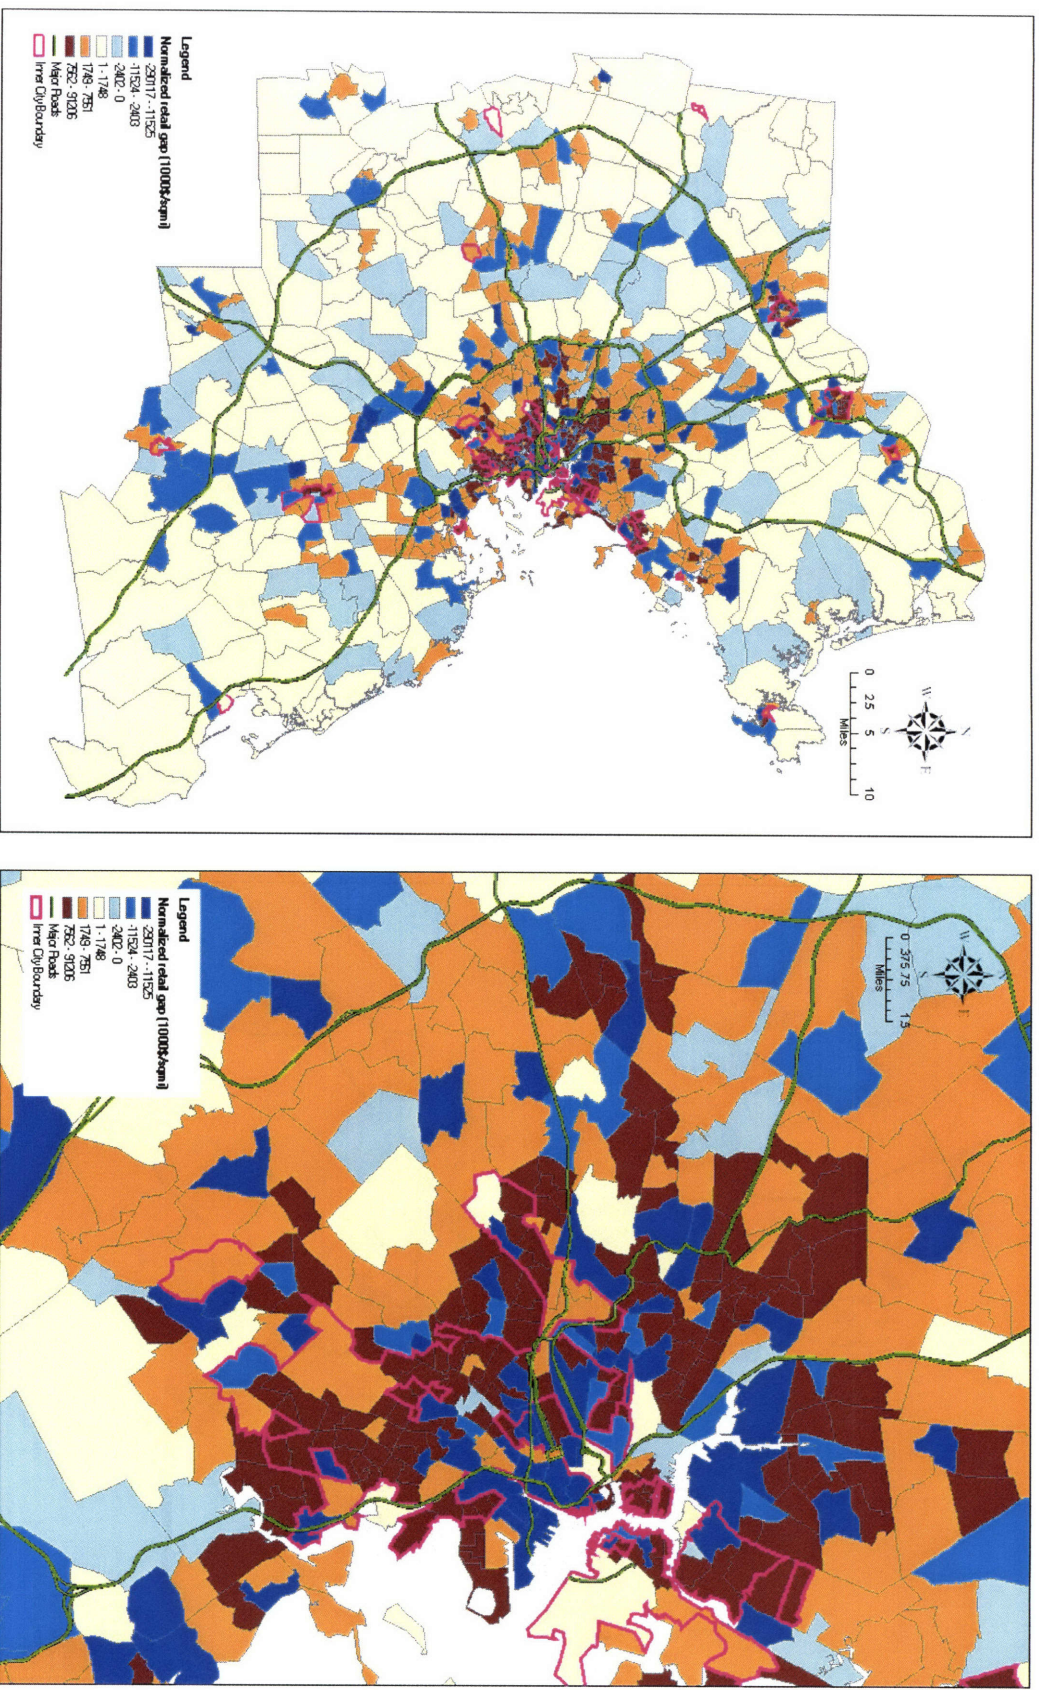 Legend
Normalized retail gap (1000$/sqmi)
-290117 - -11525
-11524 - -2403
-2402 - 0
1 - 1748
1749 - 7561
7562 - 91206
Major Roads
Inner City Boundary
N
W
E
S
0 2.5 5 10
Miles
Legend
Normalized retail gap (1000$/sqmi)
-290117 - -11525
-11524 - -2403
-2402 - 0
1 - 1748
1749 - 7561
7562 - 91206
Major Roads
Inner City Boundary
W
E
S
0 .375 .75 1.5
Miles